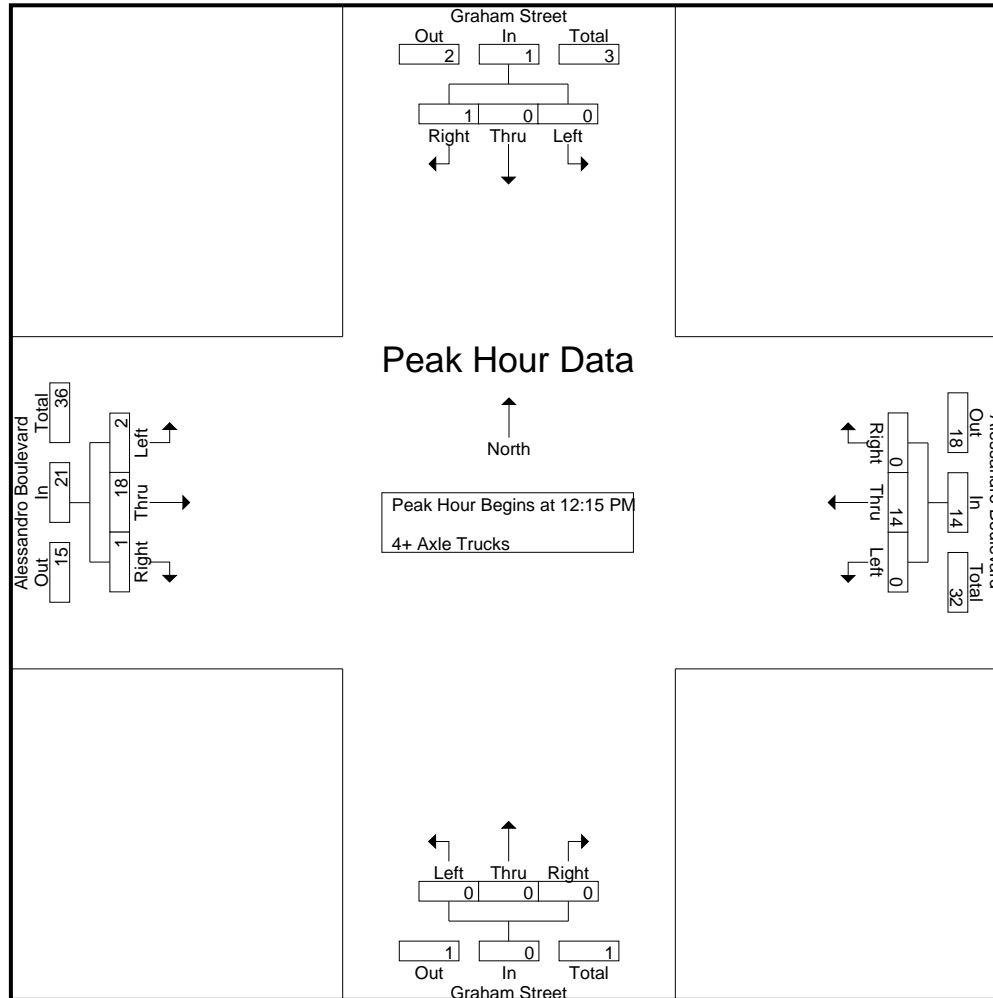 Graham Street
Out In Total
2 1 3
1 0 0
Right Thru Left
Peak Hour Data
North
Peak Hour Begins at 12:15 PM
4+ Axle Trucks
Alessandro Boulevard
Out In Total
15 21 36
Left Thru Right
2 18 1
Out In Total
18 14 32
Right Thru Left
0 14 0
Left Thru Right
0 0 0
1 0 1
Out In Total
Graham Street